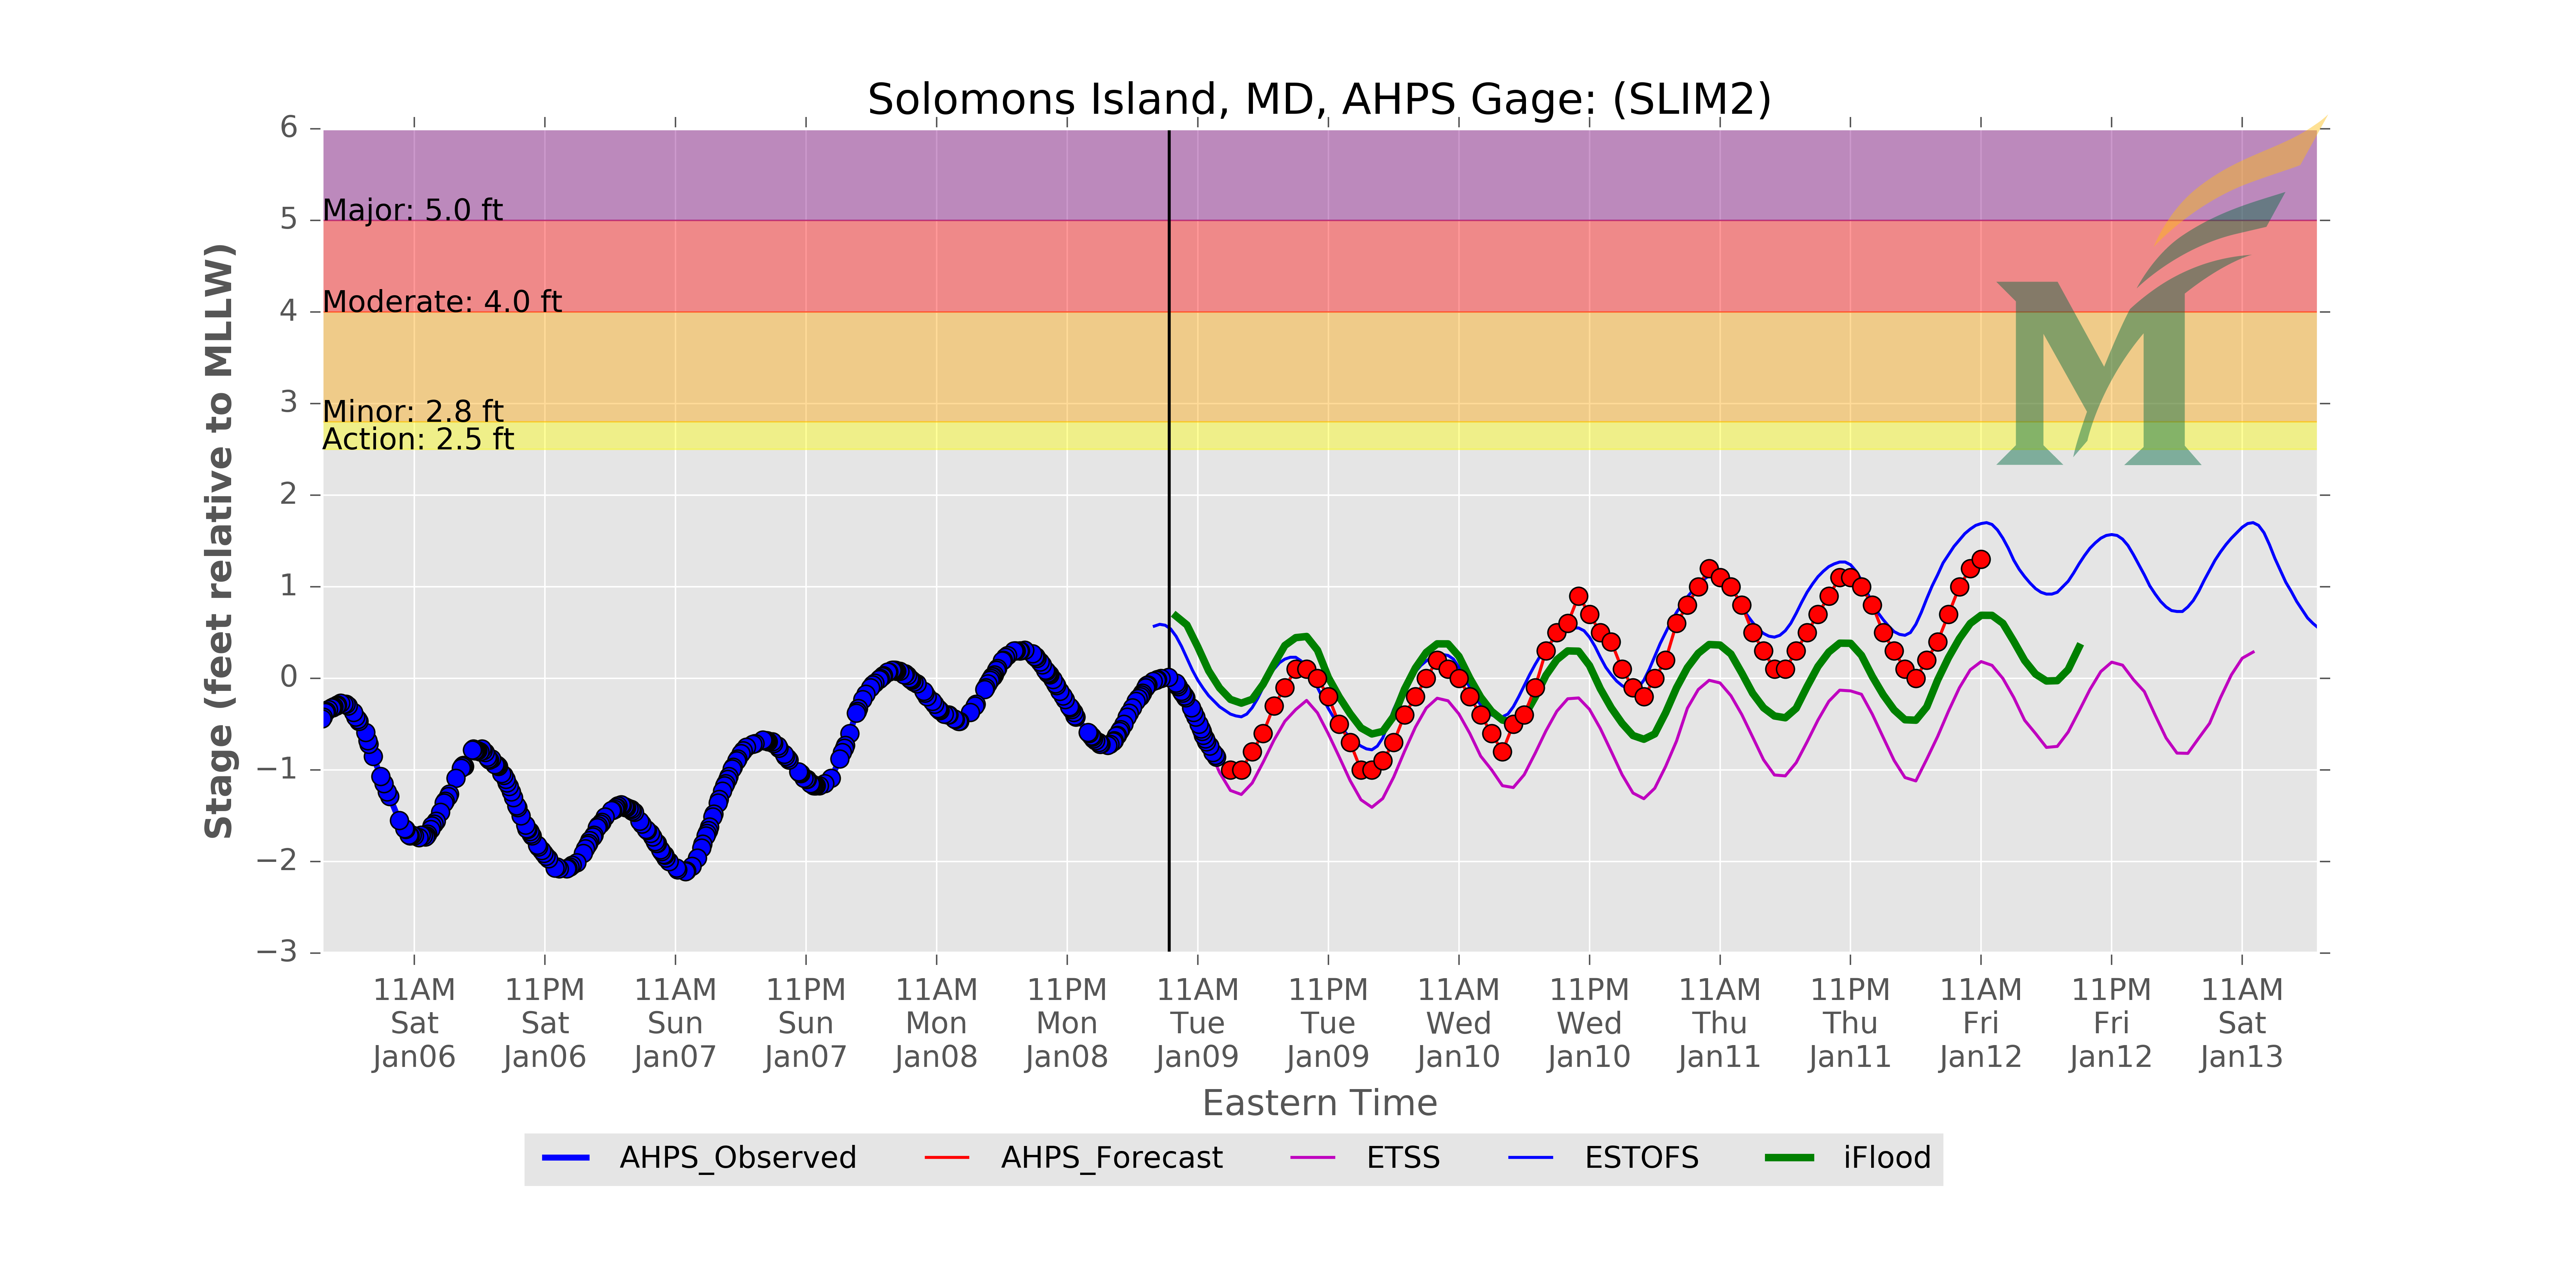 Solomons Island, MD, AHPS Gage: (SLIM2)
Stage (feet relative to MLLW)
6
5
4
3
2
1
0
−1
−2
−3
Major: 5.0 ft
Moderate: 4.0 ft
Minor: 2.8 ft
Action: 2.5 ft
M
11AM 11PM 11AM 11PM 11AM 11PM 11AM 11PM 11AM 11PM 11AM 11PM 11AM 11PM 11AM
Sat Sat Sun Sun Mon Mon Tue Tue Wed Wed Thu Thu Fri Fri Sat
Jan06 Jan06 Jan07 Jan07 Jan08 Jan08 Jan09 Jan09 Jan10 Jan10 Jan11 Jan11 Jan12 Jan12 Jan13
Eastern Time
AHPS_Observed AHPS_Forecast ETSS ESTOFS iFlood